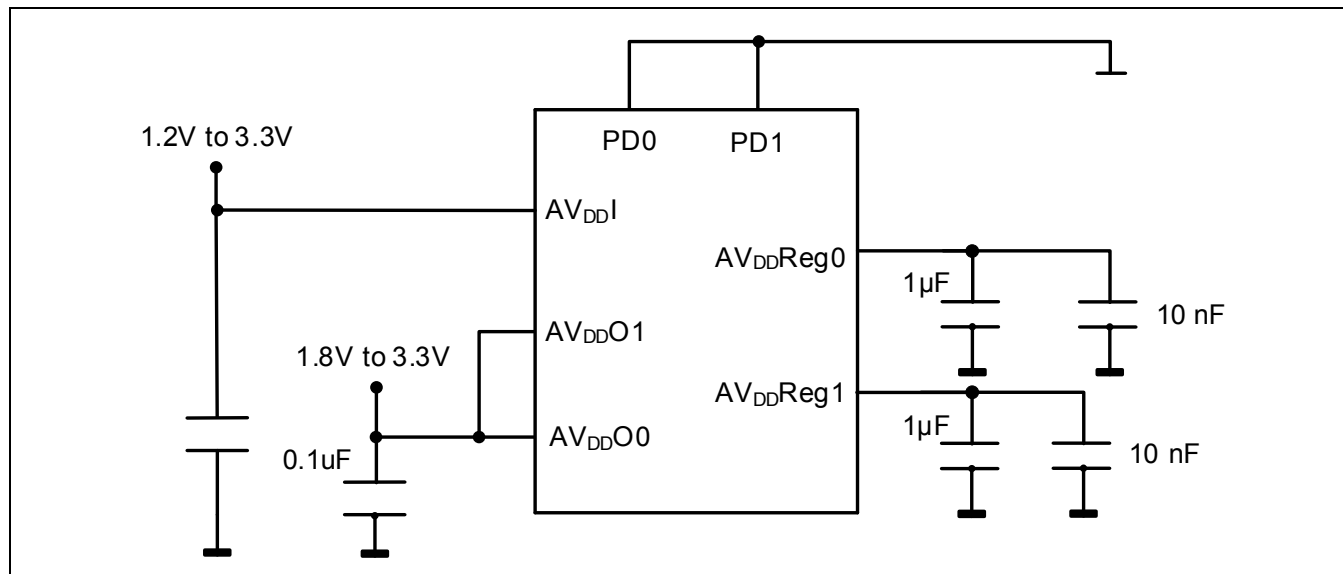 PD0
PD1
1.2V to 3.3V
AVDDI
AVDDReg0
1µF
10 nF
AVDDO1
1.8V to 3.3V
AVDDReg1
1µF
AVDDO0
0.1uF
10 nF